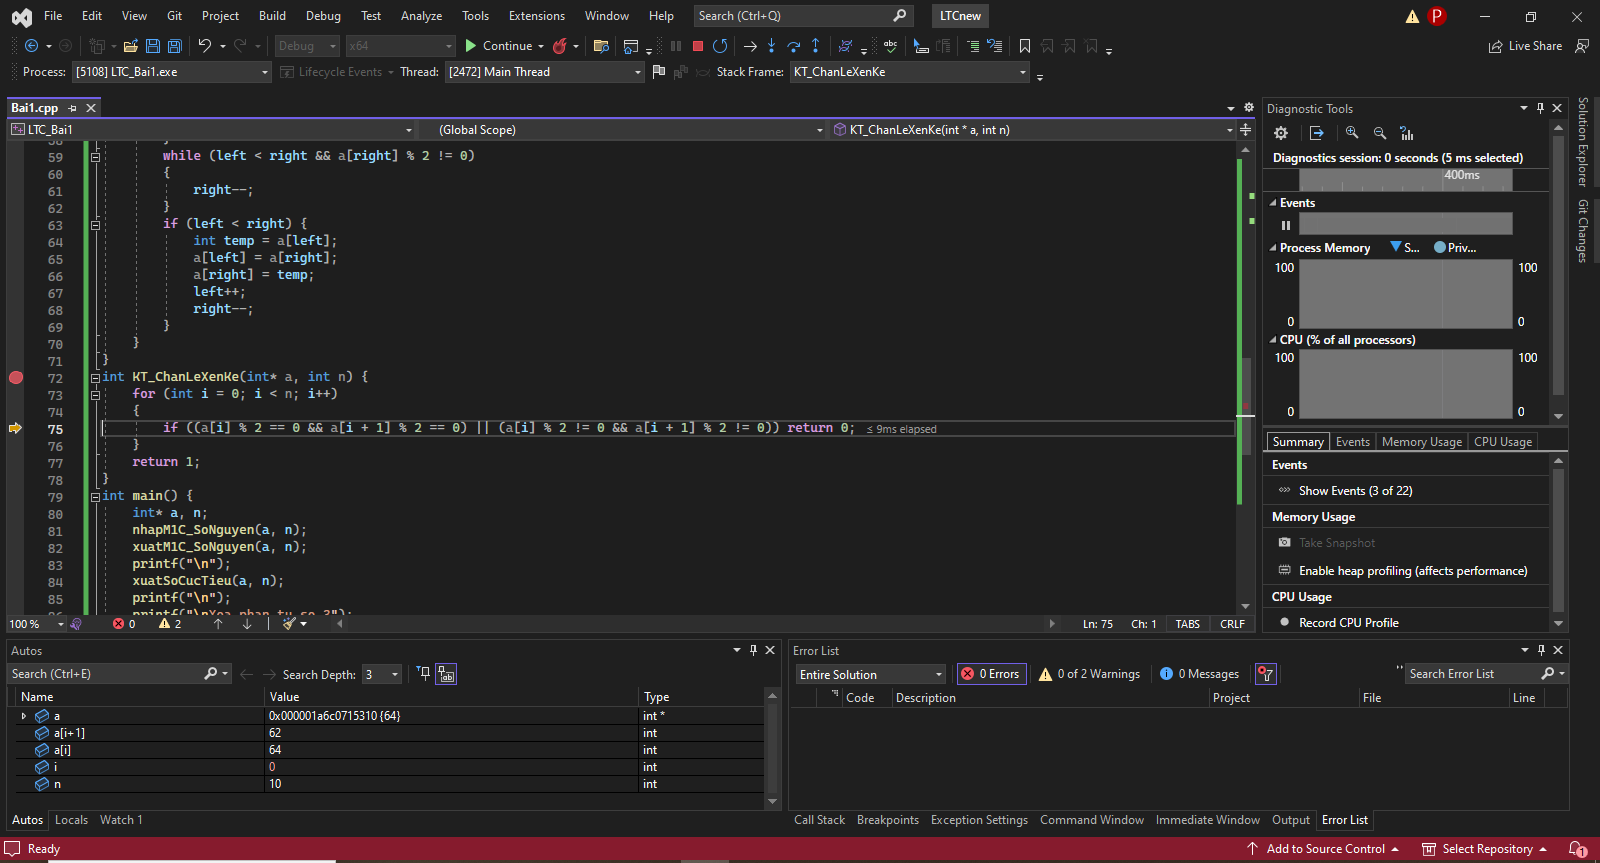 File Edit View Git Project Build Debug Test Analyze Tools Extensions Window Help Search (Ctrl+Q) LTCnew P
Debug x64 Continue Live Share
Process: [5108] LTC_Bai1.exe Lifecycle Events Thread: [2472] Main Thread Stack Frame: KT_ChanLeXenKe
Bai1.cpp
LTC_Bai1 (Global Scope) KT_ChanLeXenKe(int * a, int n)
58 }
59 while (left < right && a[right] % 2 != 0)
60 {
61 right--;
62 }
63 if (left < right) {
64 int temp = a[left];
65 a[left] = a[right];
66 a[right] = temp;
67 left++;
68 right--;
69 }
70 }
71 }
72 int KT_ChanLeXenKe(int* a, int n) {
73 for (int i = 0; i < n; i++)
74 {
75 if ((a[i] % 2 == 0 && a[i + 1] % 2 == 0) || (a[i] % 2 != 0 && a[i + 1] % 2 != 0)) return 0; ≤ 9ms elapsed
76 }
77 return 1;
78 }
79 int main() {
80 int* a, n;
81 nhapM1C_SoNguyen(a, n);
82 xuatM1C_SoNguyen(a, n);
83 printf("\n");
84 xuatSoCucTieu(a, n);
85 printf("\n");
86 printf("\nXoa phan tu so 3");
100 % 0 2 Ln: 75 Ch: 1 TABS CRLF
Diagnostic Tools
Diagnostics session: 0 seconds (5 ms selected)
400ms
Events
Process Memory S... Priv...
100 100
0 0
CPU (% of all processors)
100 100
0 0
Summary Events Memory Usage CPU Usage
Events
Show Events (3 of 22)
Memory Usage
Take Snapshot
Enable heap profiling (affects performance)
CPU Usage
Record CPU Profile
Solution Explorer
Git Changes
Autos
Search (Ctrl+E) Search Depth: 3
Name Value Type
a 0x000001a6c0715310 {64} int *
a[i+1] 62 int
a[i] 64 int
i 0 int
n 10 int
Autos Locals Watch 1
Error List
Entire Solution 0 Errors 0 of 2 Warnings 0 Messages Search Error List
Code Description Project File Line
Call Stack Breakpoints Exception Settings Command Window Immediate Window Output Error List
Ready Add to Source Control Select Repository 1